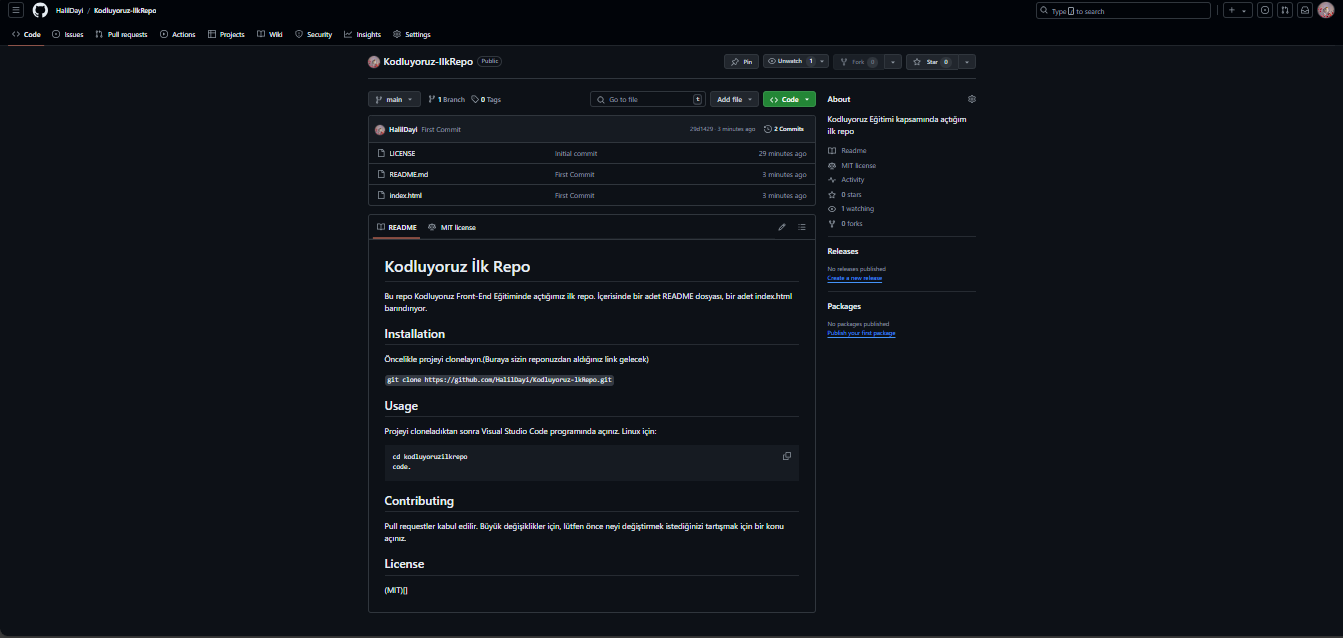 HalilDayi / Kodluyoruz-IlkRepo
Type / to search
Code Issues Pull requests Actions Projects Wiki Security Insights Settings
Kodluyoruz-IlkRepo Public
Pin Unwatch 1 Fork 0 Star 0
main 1 Branch 0 Tags
Go to file t
Add file Code
HalilDayi First Commit 29d1429 · 3 minutes ago 2 Commits
LICENSE Initial commit 29 minutes ago
README.md First Commit 3 minutes ago
index.html First Commit 3 minutes ago
README MIT license
Kodluyoruz İlk Repo
Bu repo Kodluyoruz Front-End Eğitiminde açtığımız ilk repo. İçerisinde bir adet README dosyası, bir adet index.html
barındırıyor.
Installation
Öncelikle projeyi clonelayın.(Buraya sizin reponuzdan aldığınız link gelecek)
git clone https://github.com/HalilDayi/Kodluyoruz-lkRepo.git
Usage
Projeyi cloneladıktan sonra Visual Studio Code programında açınız. Linux için:
cd kodluyoruzilkrepo
code.
Contributing
Pull requestler kabul edilir. Büyük değişiklikler için, lütfen önce neyi değiştirmek istediğinizi tartışmak için bir konu
açınız.
License
(MIT)[]
About
Kodluyoruz Eğitimi kapsamında açtığım
ilk repo
Readme
MIT license
Activity
0 stars
1 watching
0 forks
Releases
No releases published
Create a new release
Packages
No packages published
Publish your first package